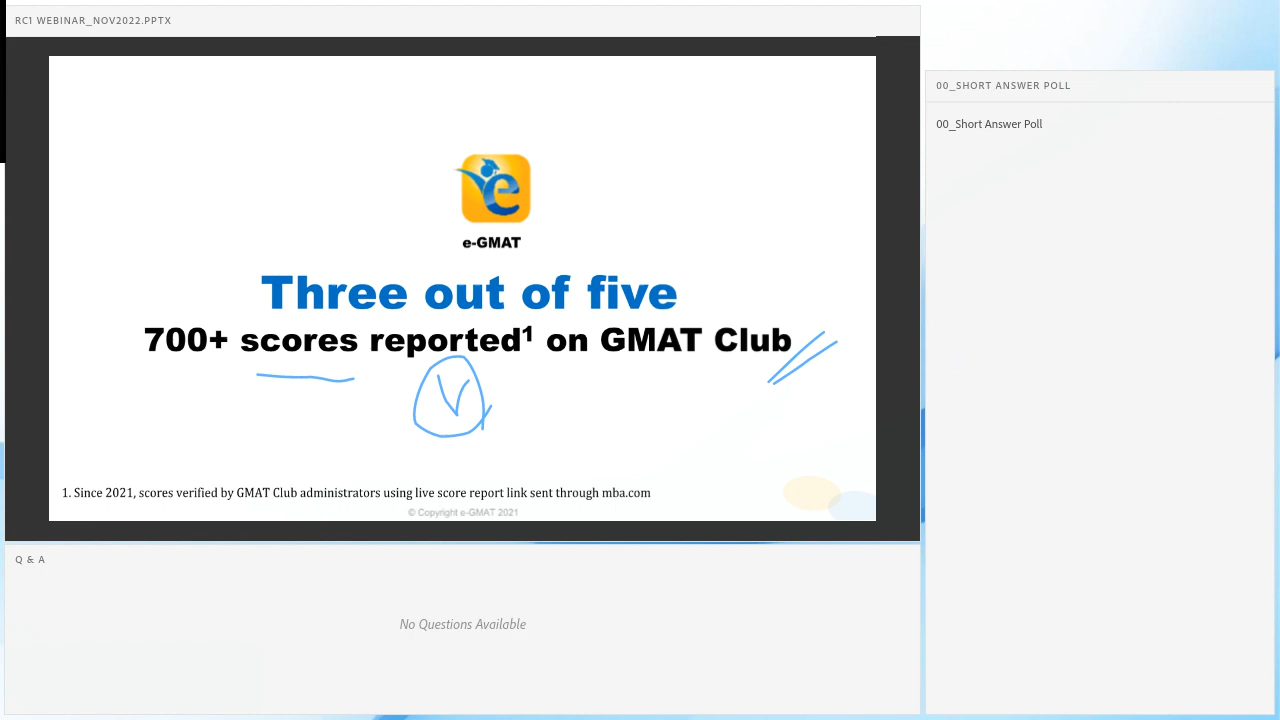 RC1 WEBINAR_NOV2022.PPTX
e
e-GMAT
Three out of five
700+ scores reported¹ on GMAT Club
V
1. Since 2021, scores verified by GMAT Club administrators using live score report link sent through mba.com
© Copyright e-GMAT 2021
Q & A
No Questions Available
00_SHORT ANSWER POLL
00_Short Answer Poll